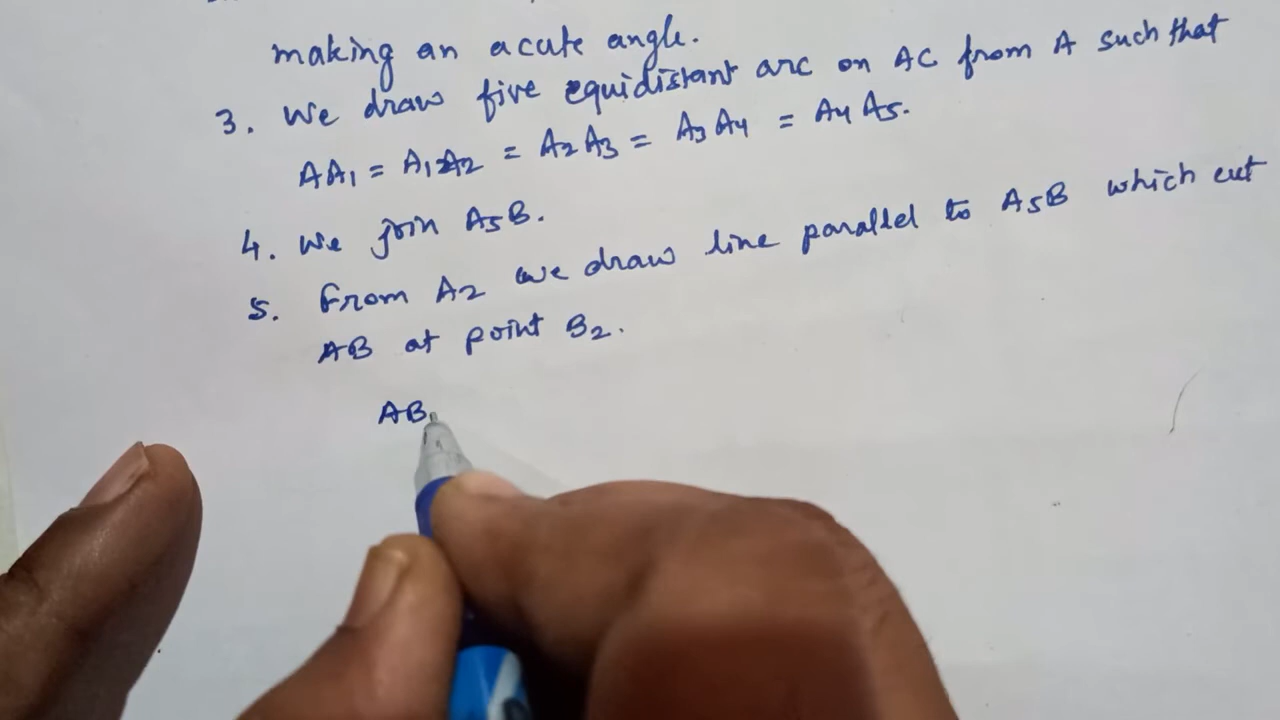 making an acute angle.
3. We draw five equidistant arc on AC from A such that
AA1 = A1A2 = A2A3 = A3A4 = A4A5.
4. We join A5B.
5. From A2 we draw line parallel to A5B which cut
AB at point B2.
AB